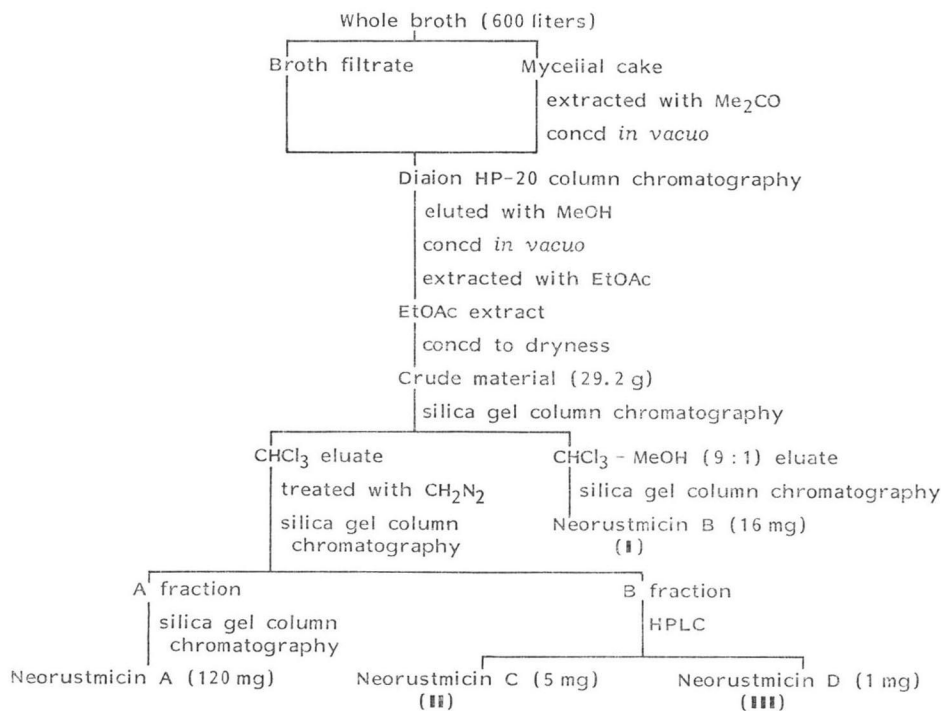 Whole broth (600 liters)
Broth filtrate
Mycelial cake
extracted with Me₂CO
concd in vacuo
Diaion HP-20 column chromatography
eluted with MeOH
concd in vacuo
extracted with EtOAc
EtOAc extract
concd to dryness
Crude material (29.2 g)
silica gel column chromatography
CHCl₃ eluate
treated with CH₂N₂
silica gel column
chromatography
CHCl₃ - MeOH (9 : 1) eluate
silica gel column chromatography
Neorustmicin B (16 mg)
(I)
A fraction
silica gel column
chromatography
Neorustmicin A (120 mg)
B fraction
HPLC
Neorustmicin C (5 mg)
(II)
Neorustmicin D (1 mg)
(III)